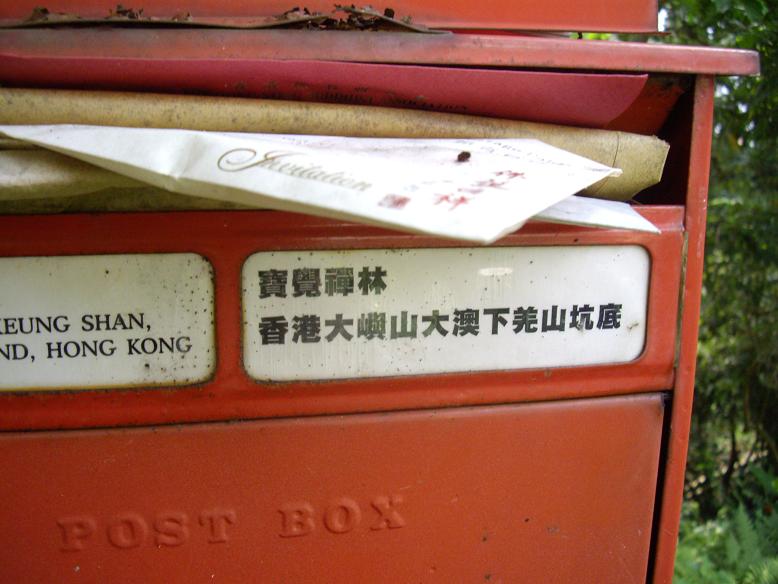 Invitation
KEUNG SHAN,
ND, HONG KONG
寶覺禪林
香港大嶼山大澳下羌山坑底
POST BOX